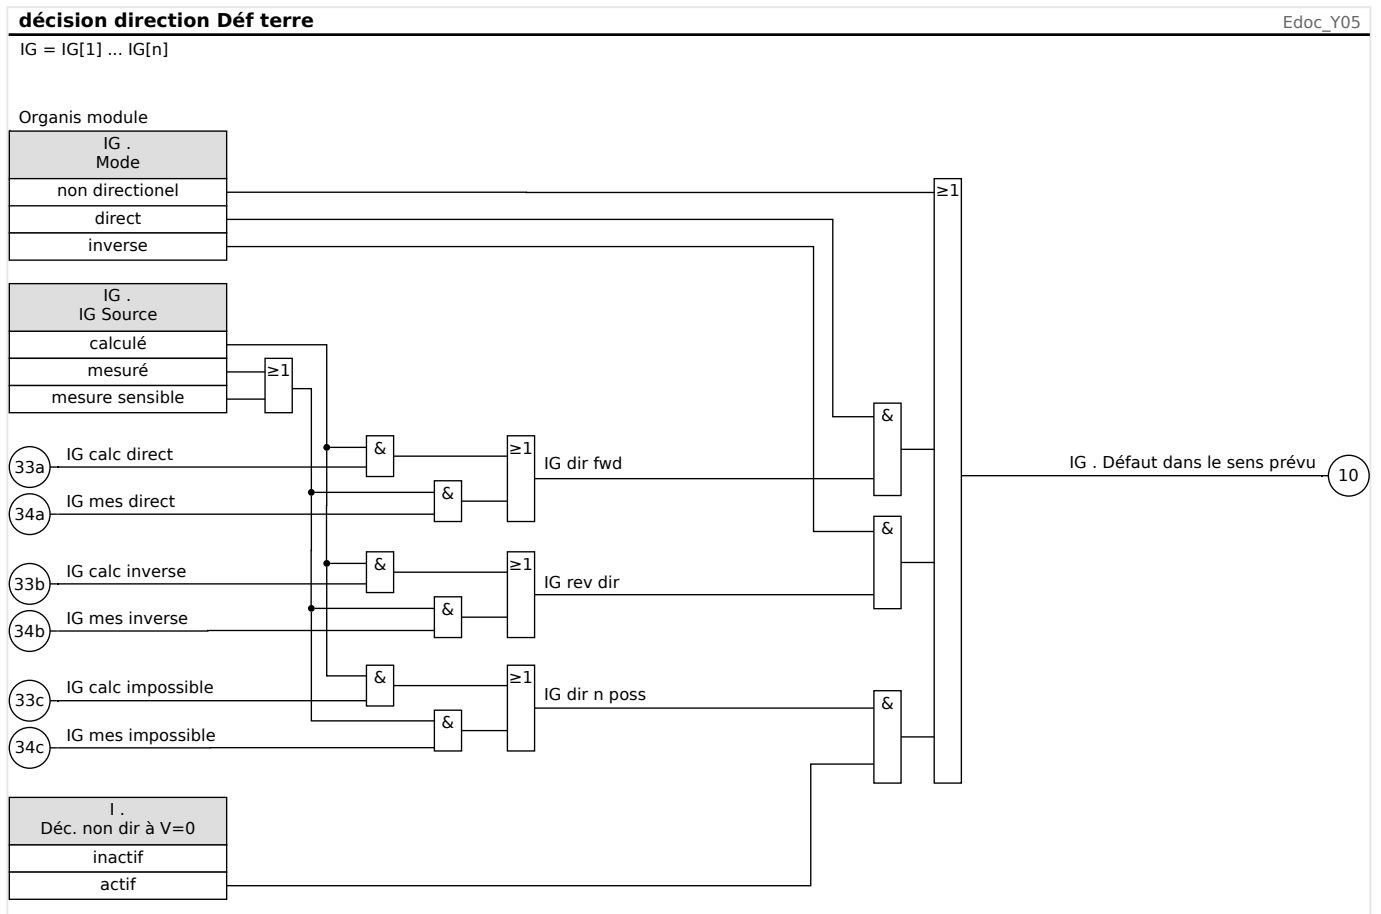 décision direction Déf terre
Edoc_Y05
IG = IG[1] ... IG[n]
Organis module
IG .
Mode
non directionel
direct
inverse
≥1
IG .
IG Source
calculé
mesuré
mesure sensible
≥1
33a
IG calc direct
&
≥1
IG dir fwd
&
34a
IG mes direct
&
IG . Défaut dans le sens prévu
10
33b
IG calc inverse
&
≥1
IG rev dir
&
34b
IG mes inverse
&
33c
IG calc impossible
&
≥1
IG dir n poss
&
34c
IG mes impossible
&
I .
Déc. non dir à V=0
inactif
actif